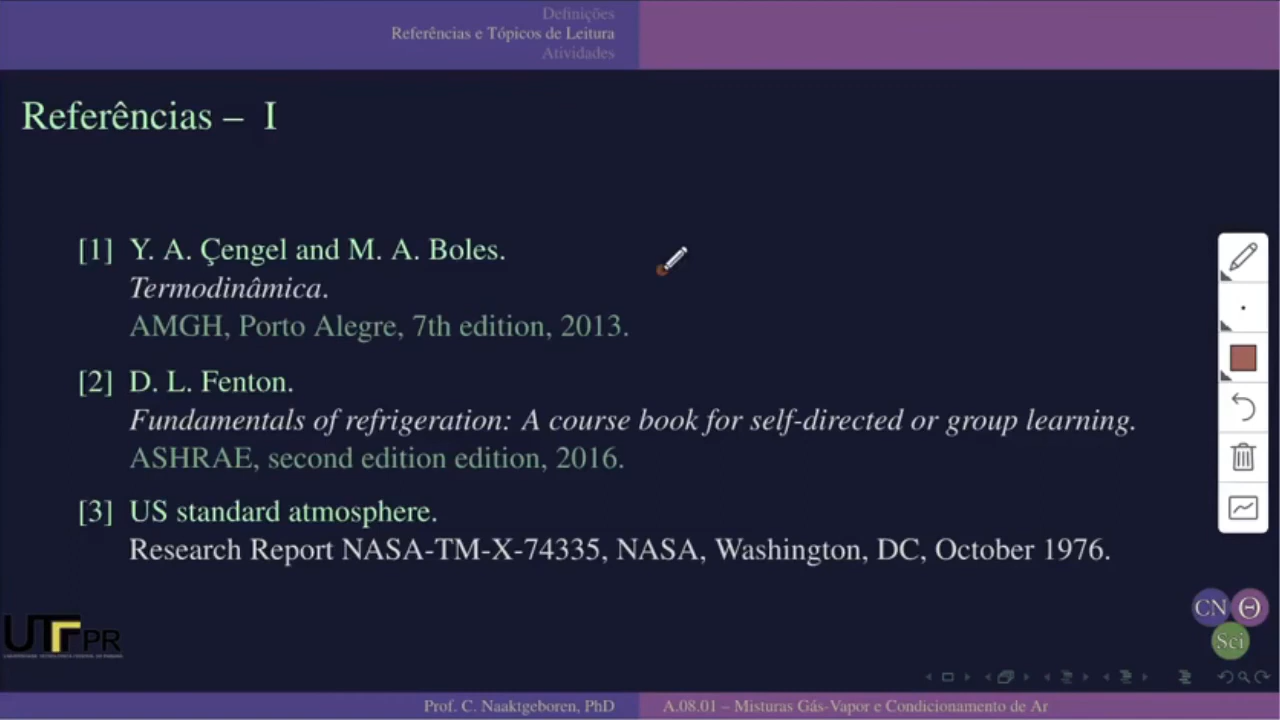 Definições
Referências e Tópicos de Leitura
Atividades
Referências – I
[1] Y. A. Çengel and M. A. Boles.
Termodinâmica.
AMGH, Porto Alegre, 7th edition, 2013.
[2] D. L. Fenton.
Fundamentals of refrigeration: A course book for self-directed or group learning.
ASHRAE, second edition edition, 2016.
[3] US standard atmosphere.
Research Report NASA-TM-X-74335, NASA, Washington, DC, October 1976.
UTFPR
CN Θ
Sci
Prof. C. Naaktgeboren, PhD
A.08.01 – Misturas Gás-Vapor e Condicionamento de Ar